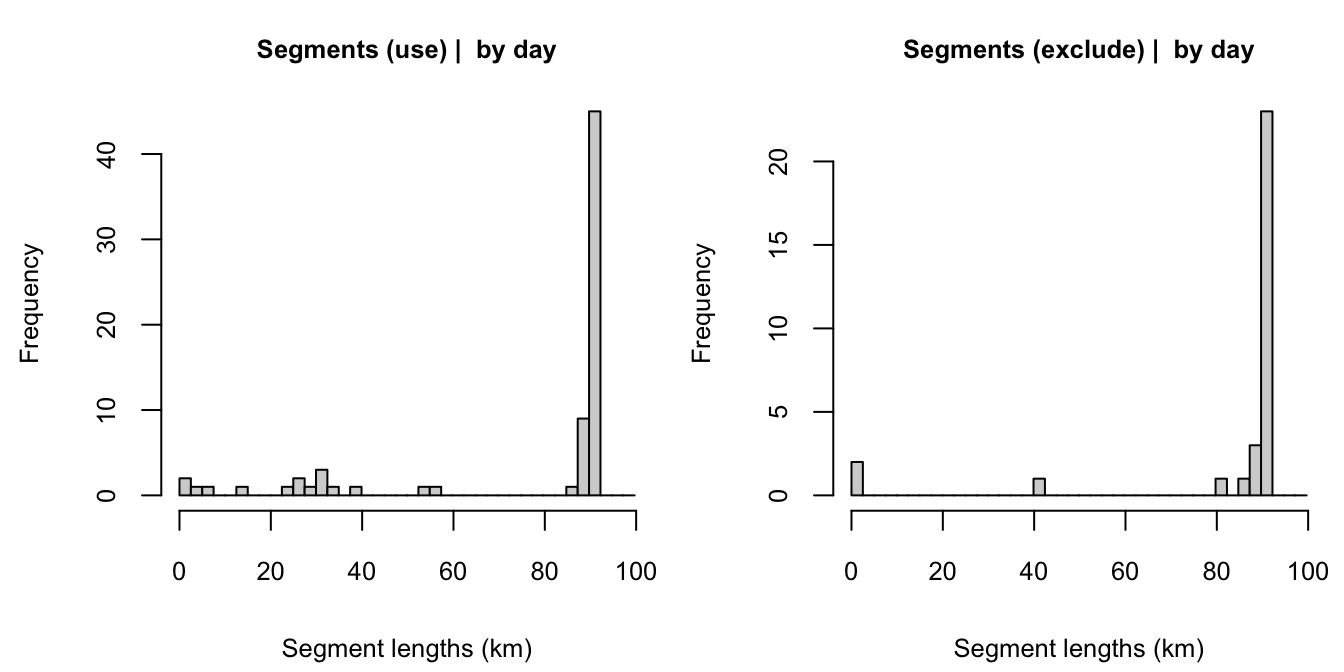 Segments (use) |  by day
Frequency
0 10 20 30 40
0 20 40 60 80 100
Segment lengths (km)
Segments (exclude) |  by day
Frequency
0 5 10 15 20
0 20 40 60 80 100
Segment lengths (km)